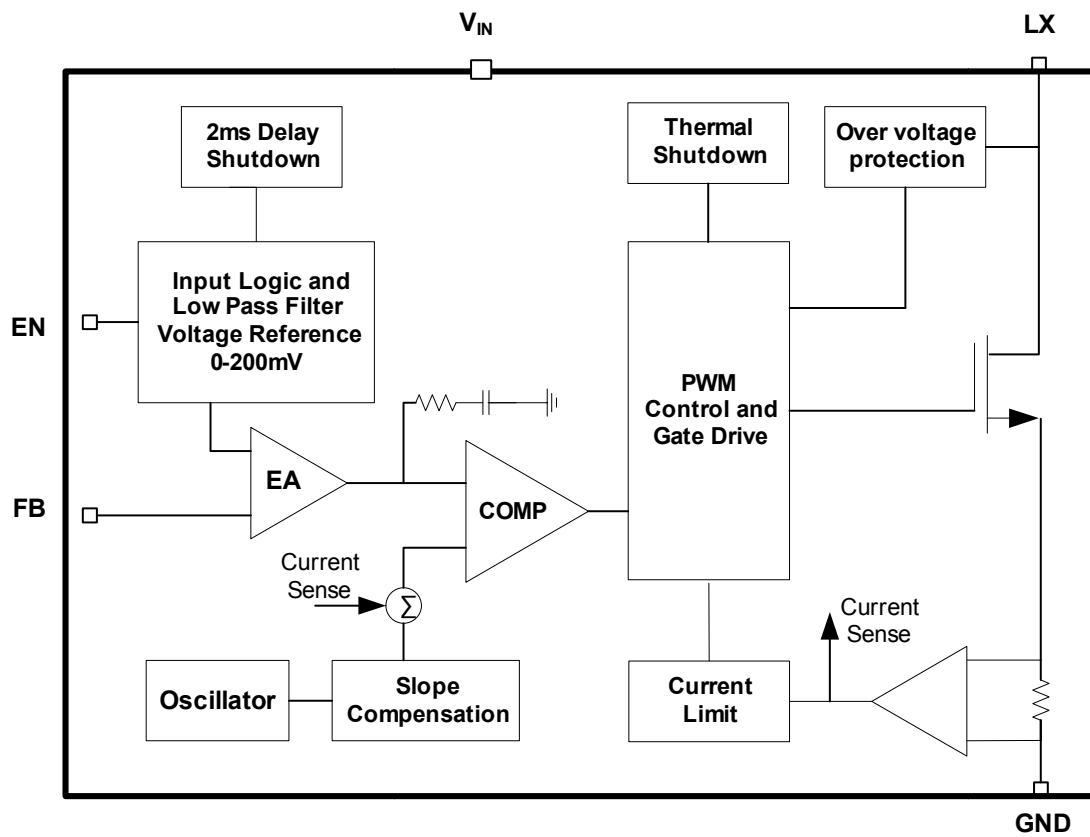 VIN
LX
2ms Delay
Shutdown
Thermal
Shutdown
Over voltage
protection
Input Logic and
Low Pass Filter
Voltage Reference
0-200mV
EN
PWM
Control and
Gate Drive
EA
FB
COMP
Current
Sense
Σ
Current
Sense
Oscillator
Slope
Compensation
Current
Limit
GND